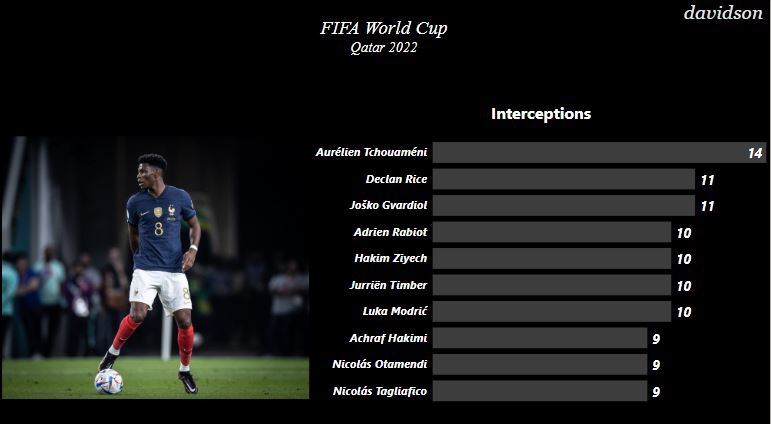 davidson
FIFA World Cup
Qatar 2022
Interceptions
Aurélien Tchouaméni 14
Declan Rice 11
Joško Gvardiol 11
Adrien Rabiot 10
Hakim Ziyech 10
Jurriën Timber 10
Luka Modrić 10
Achraf Hakimi 9
Nicolás Otamendi 9
Nicolás Tagliafico 9
8
8